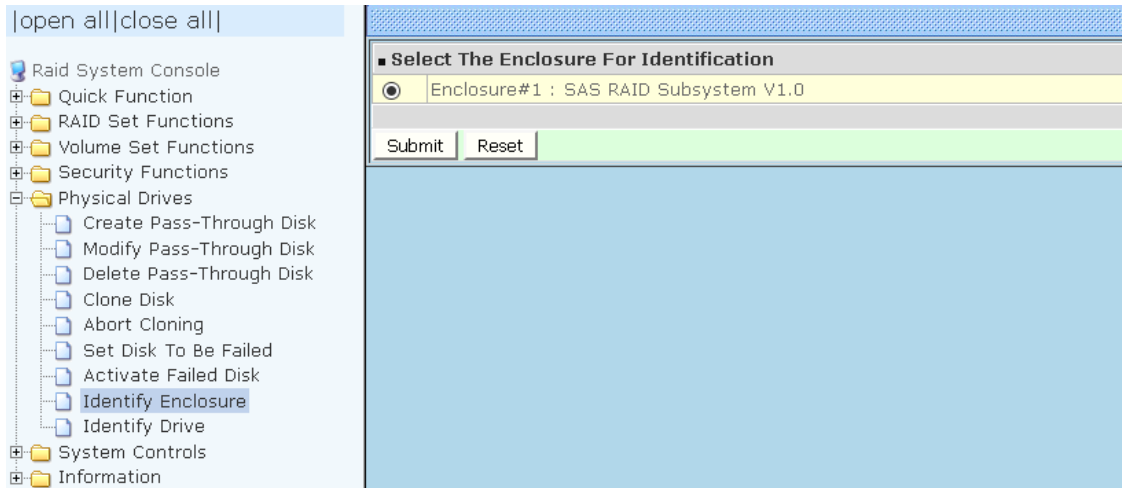 |open all|close all|
Raid System Console
Quick Function
RAID Set Functions
Volume Set Functions
Security Functions
Physical Drives
Create Pass-Through Disk
Modify Pass-Through Disk
Delete Pass-Through Disk
Clone Disk
Abort Cloning
Set Disk To Be Failed
Activate Failed Disk
Identify Enclosure
Identify Drive
System Controls
Information
Select The Enclosure For Identification
Enclosure#1 : SAS RAID Subsystem V1.0
Submit Reset